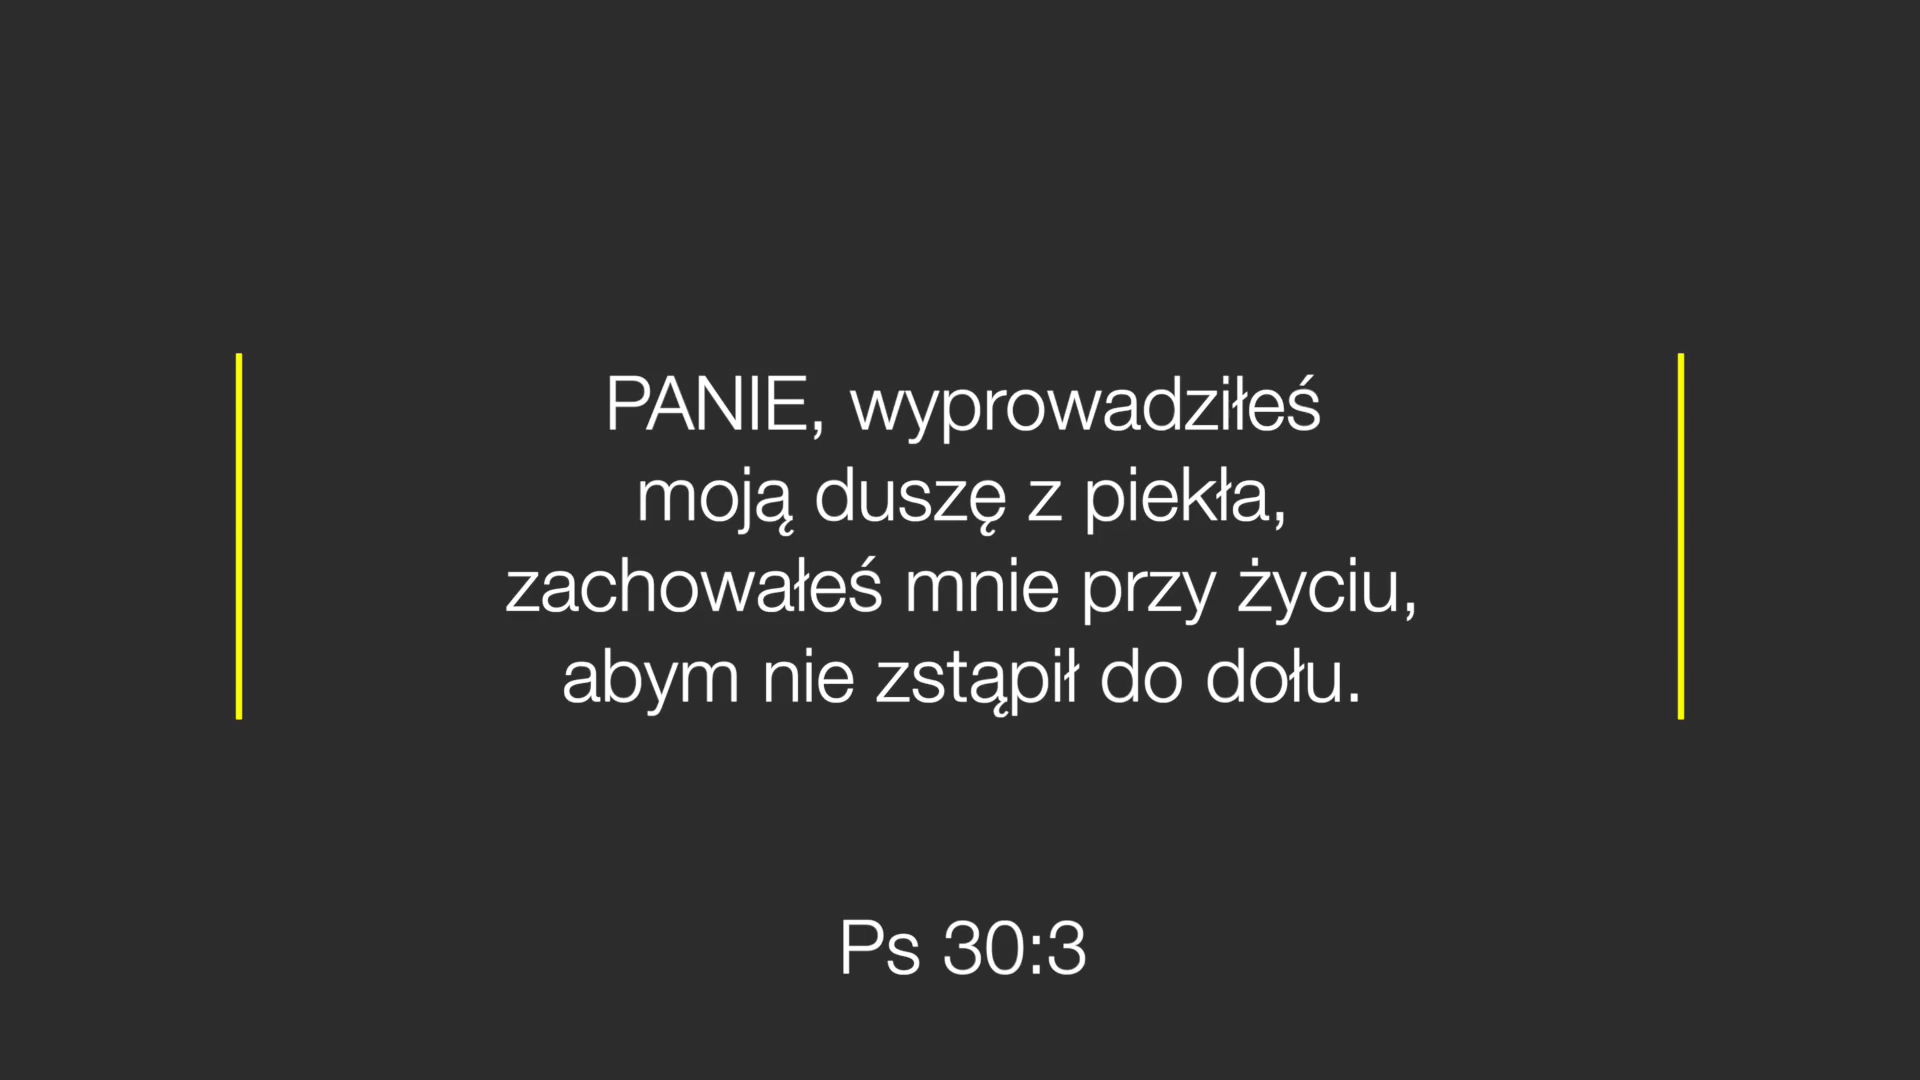 PANIE, wyprowadziłeś
moją duszę z piekła,
zachowałeś mnie przy życiu,
abym nie zstąpił do dołu.
Ps 30:3